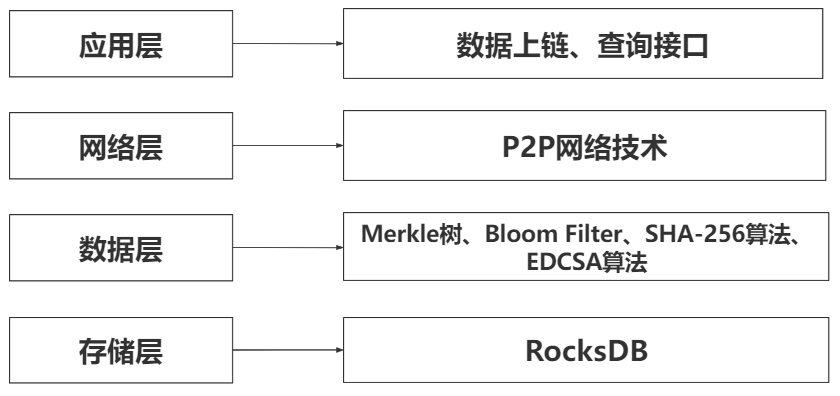 应用层
数据上链、查询接口
网络层
P2P网络技术
数据层
Merkle树、Bloom Filter、SHA-256算法、
EDCSA算法
存储层
RocksDB